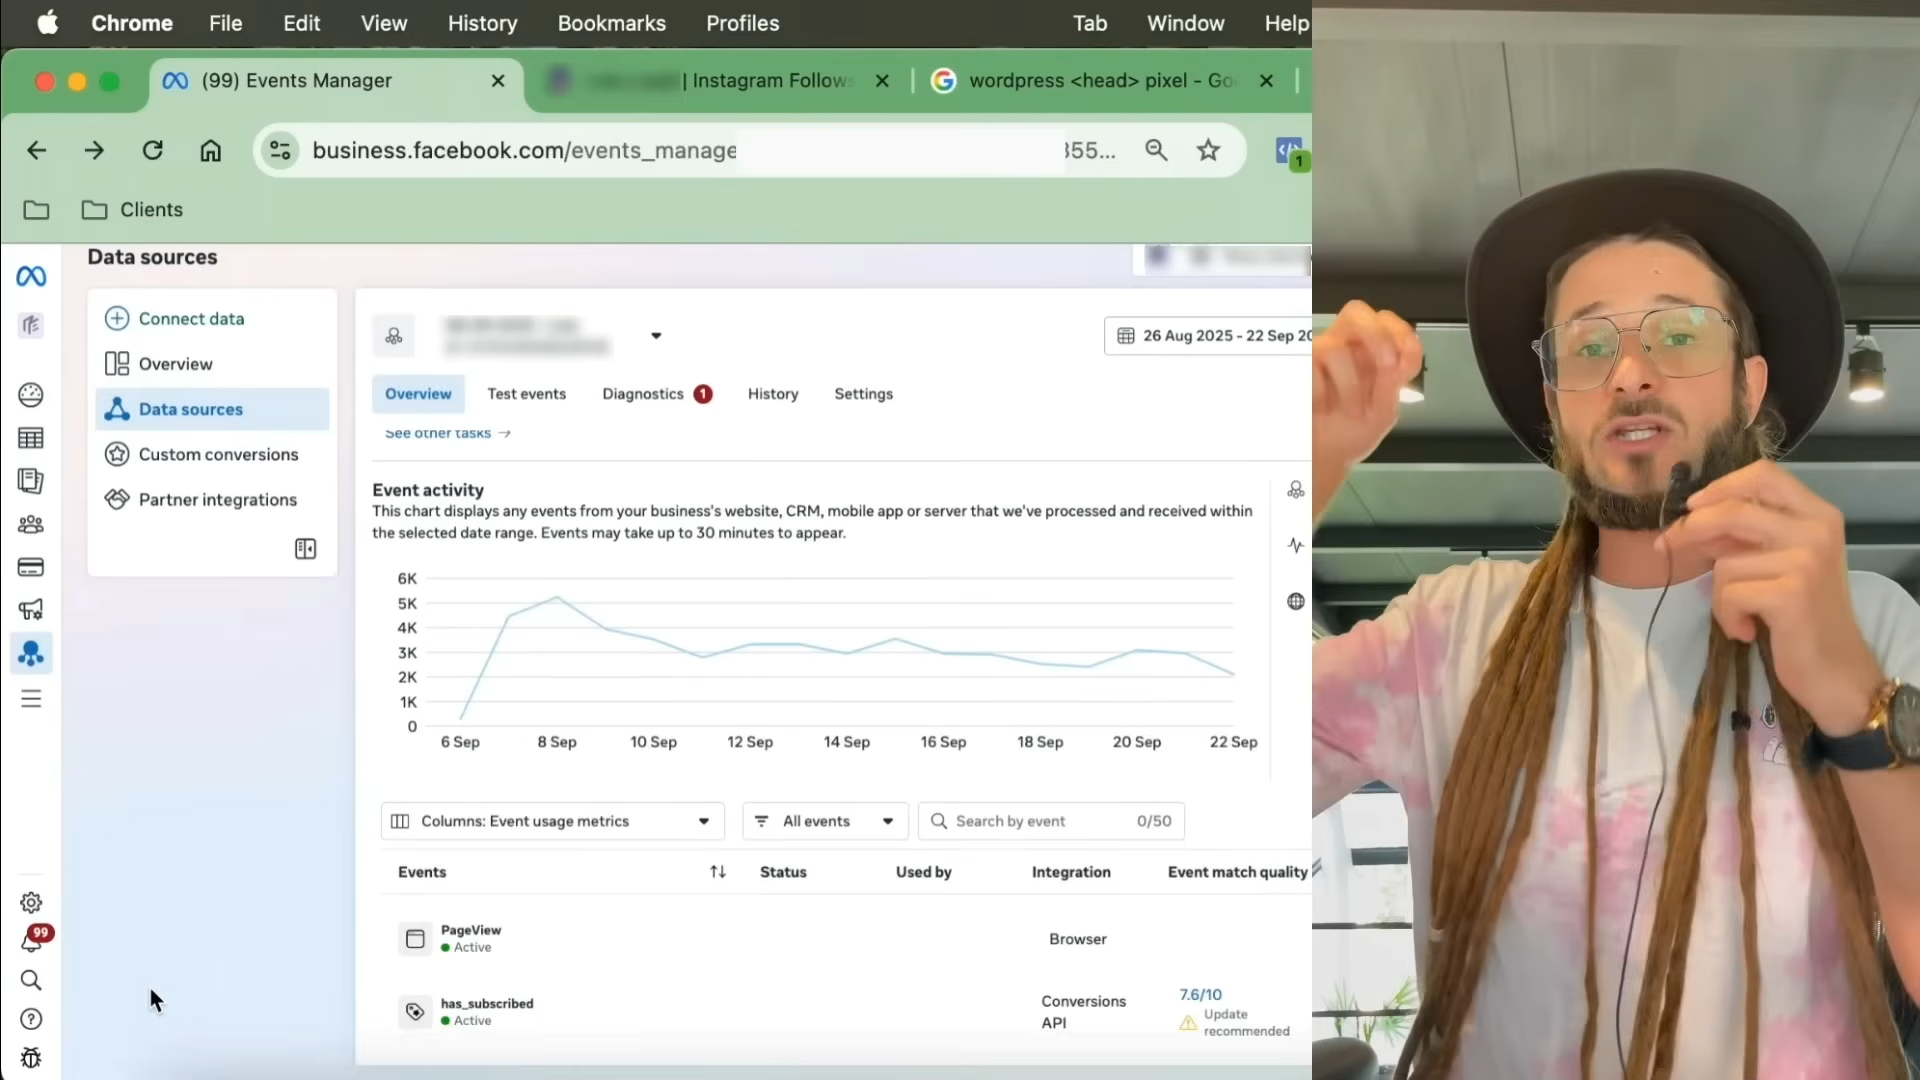 Chrome File Edit View History Bookmarks Profiles Tab Window Help
(99) Events Manager
| Instagram Follow
wordpress <head> pixel - Go
business.facebook.com/events_manage
355...
1
Clients
Data sources
Connect data
Overview
Data sources
Custom conversions
Partner integrations
26 Aug 2025 - 22 Sep 20
Overview Test events Diagnostics 1 History Settings
See other tasks →
Event activity
This chart displays any events from your business's website, CRM, mobile app or server that we've processed and received within
the selected date range. Events may take up to 30 minutes to appear.
6K
5K
4K
3K
2K
1K
0
6 Sep 8 Sep 10 Sep 12 Sep 14 Sep 16 Sep 18 Sep 20 Sep 22 Sep
Columns: Event usage metrics
All events
Search by event 0/50
Events Status Used by Integration Event match quality
PageView
Active
Browser
has_subscribed
Active
Conversions
API
7.6/10
Update
recommended
99